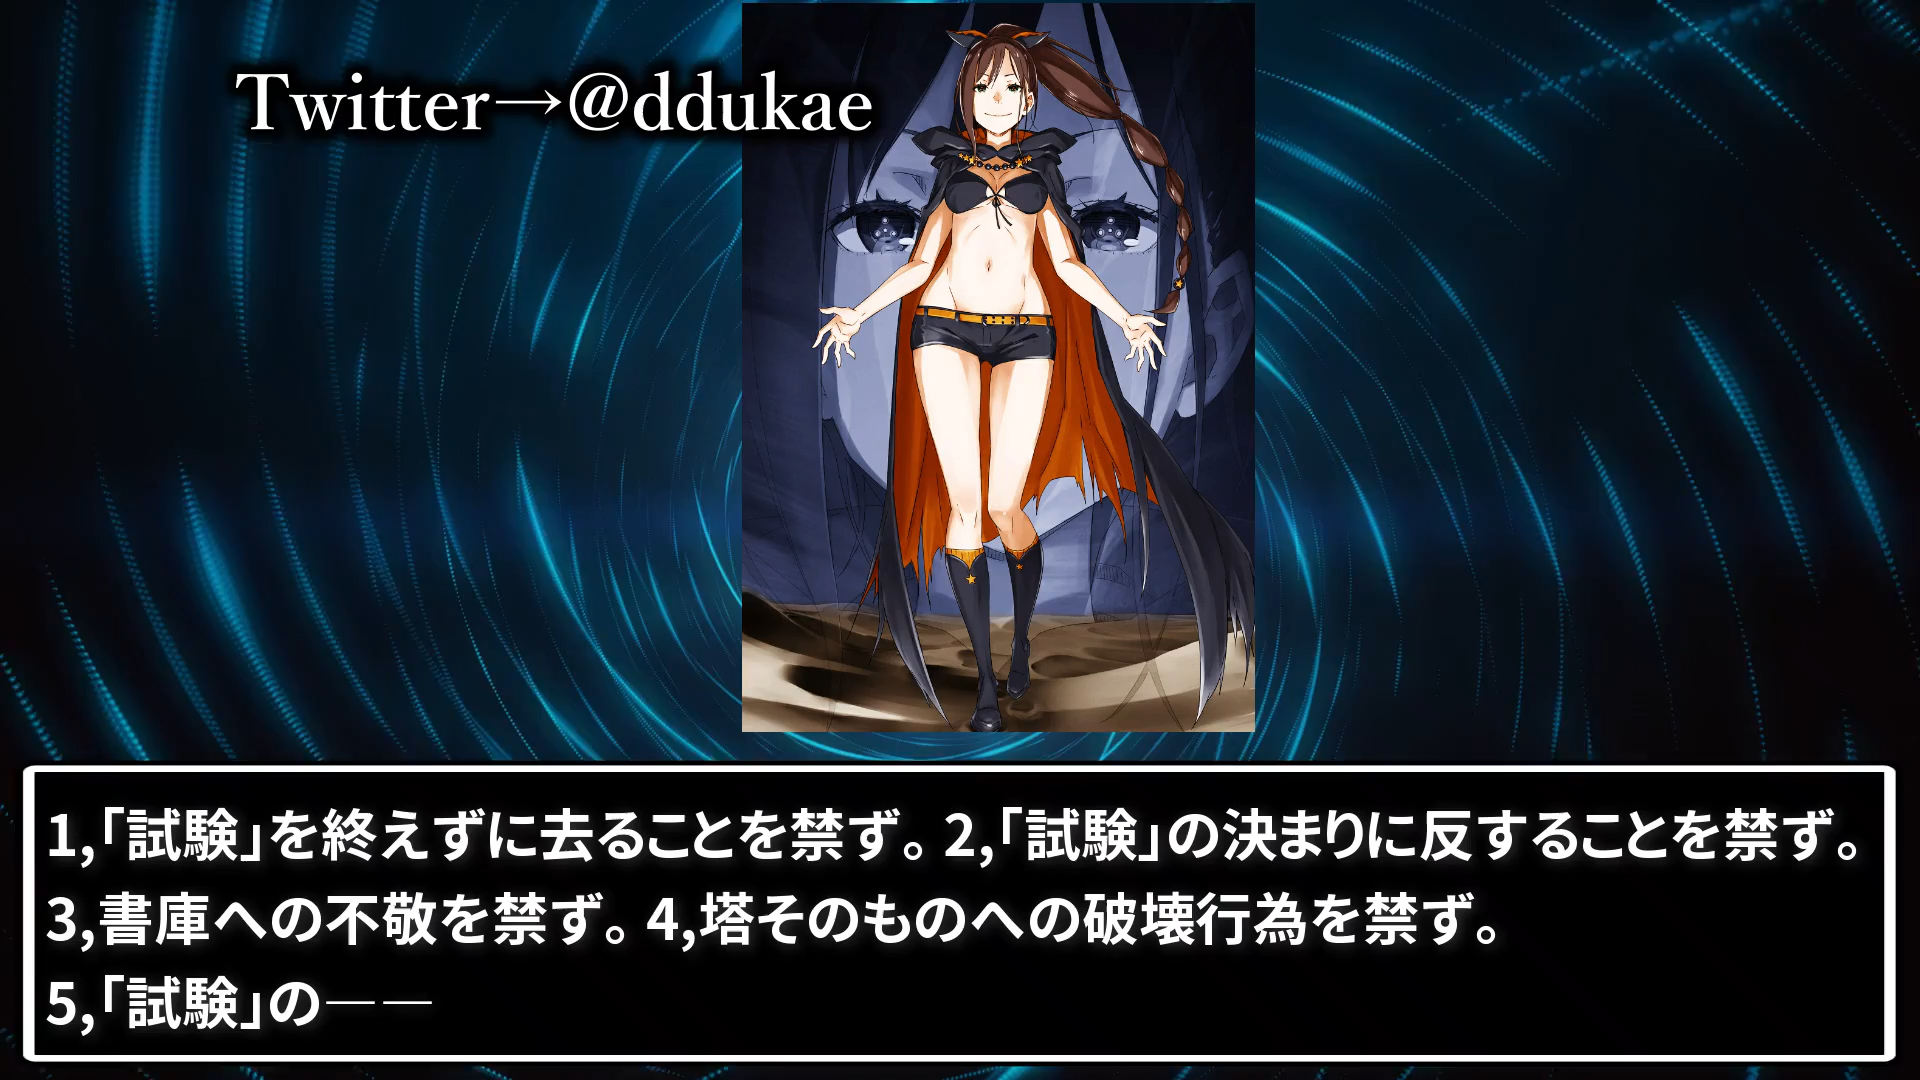 Twitter→@ddukae
1,「試験」を終えずに去ることを禁ず。2,「試験」の決まりに反することを禁ず。
3,書庫への不敬を禁ず。4,塔そのものへの破壊行為を禁ず。
5,「試験」の――